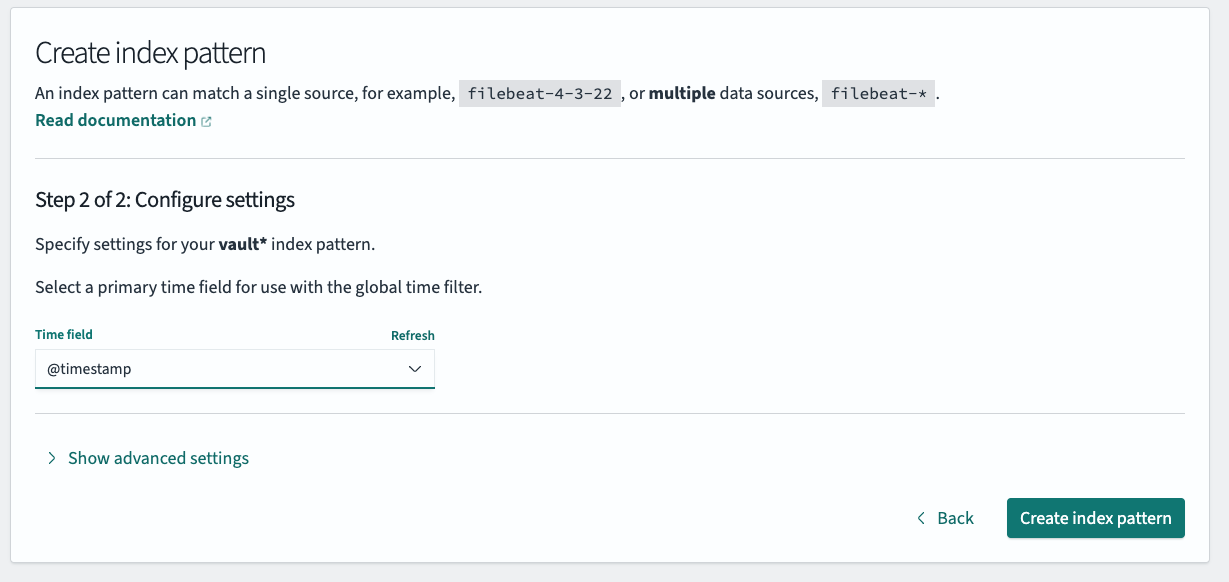 Create index pattern
An index pattern can match a single source, for example, filebeat-4-3-22 , or multiple data sources, filebeat-* .
Read documentation
Step 2 of 2: Configure settings
Specify settings for your vault* index pattern.
Select a primary time field for use with the global time filter.
Time field Refresh
@timestamp
Show advanced settings
Back Create index pattern